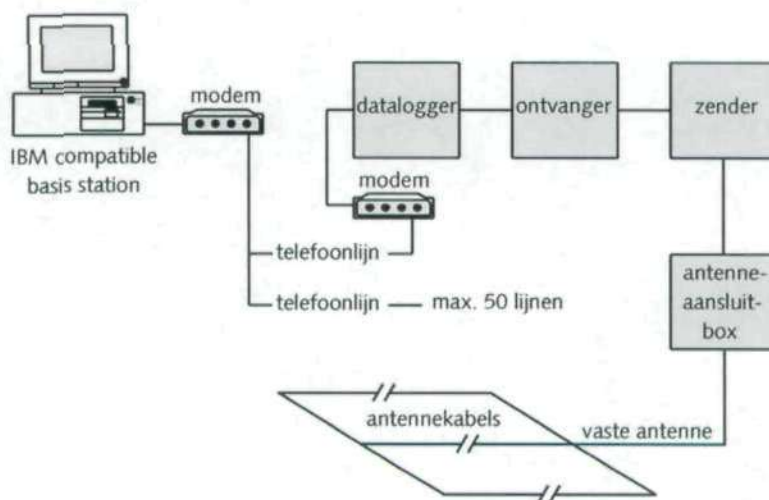 modem
IBM compatible
basis station
datalogger
ontvanger
zender
modem
telefoonlijn
telefoonlijn
max. 50 lijnen
antenne-
aansluit-
box
antennekabels
vaste antenne